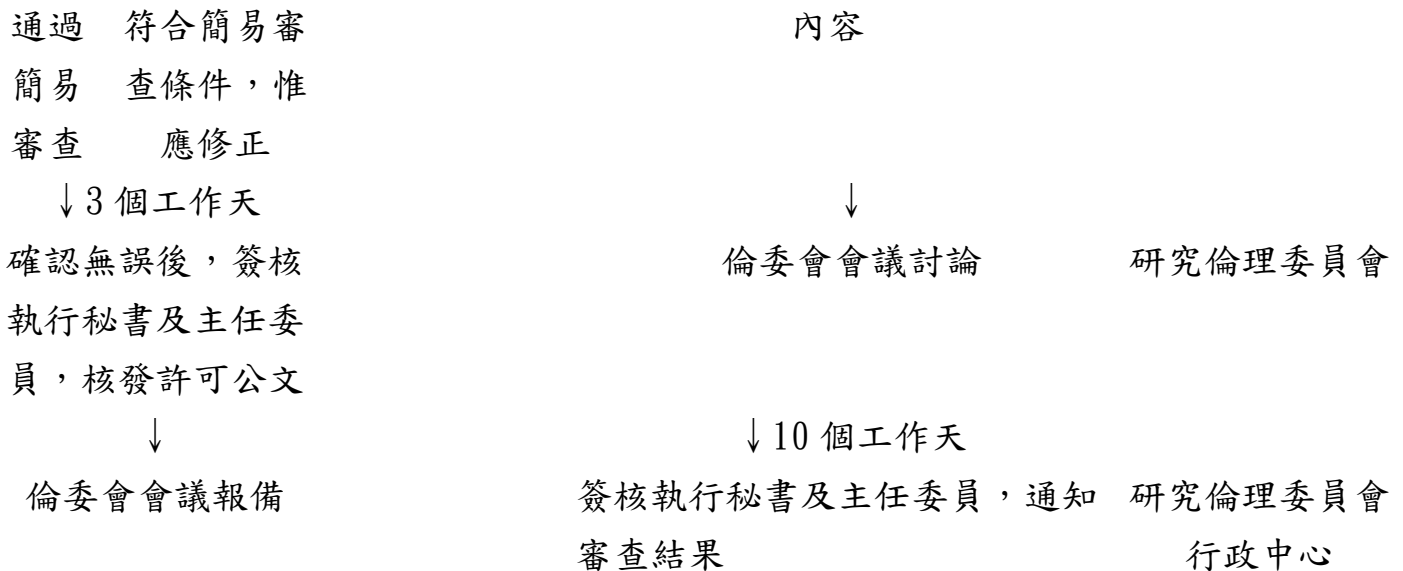 通過 符合簡易審 內容
簡易 查條件，惟
審查 應修正
↓3個工作天 ↓
確認無誤後，簽核 倫委會會議討論 研究倫理委員會
執行秘書及主任委
員，核發許可公文
↓ ↓10個工作天
倫委會會議報備 簽核執行秘書及主任委員，通知 研究倫理委員會
審查結果 行政中心